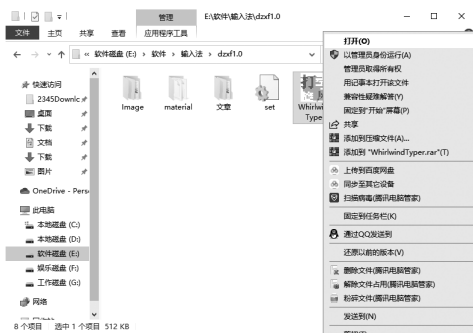 管理
E:\软件\输入法\dzxf1.0
文件 主页 共享 查看 应用程序工具
« 软件磁盘 (E:) › 软件 › 输入法 › dzxf1.0
快速访问
2345Downlc
桌面
下载
文档
下载
图片
OneDrive - Pers
此电脑
本地磁盘 (C:)
本地磁盘 (D:)
软件磁盘 (E:)
娱乐磁盘 (F:)
工作磁盘 (G:)
网络
Image
material
文章
set
Whirlwind
Type
打开(O)
以管理员身份运行(A)
管理员取得所有权
用记事本打开该文件
兼容性疑难解答(Y)
固定到"开始"屏幕(P)
共享
添加到压缩文件(A)...
添加到 "WhirlwindTyper.rar"(T)
上传到百度网盘
同步至其它设备
扫描病毒(腾讯电脑管家)
固定到任务栏(K)
通过QQ发送到
还原以前的版本(V)
删除文件(腾讯电脑管家)
解除文件占用(腾讯电脑管家)
粉碎文件(腾讯电脑管家)
发送到(N)
8 个项目 选中 1 个项目 512 KB